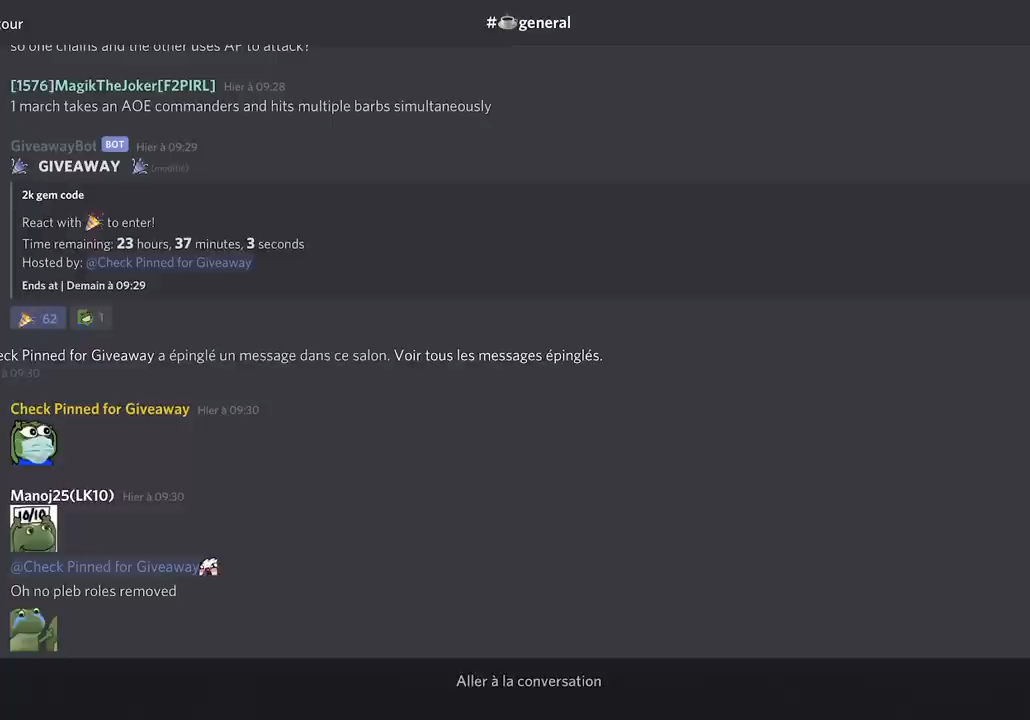 our
#general
so one chains and the other uses AP to attack?
[1576]MagikTheJoker[F2PIRL] Hier à 09:28
1 march takes an AOE commanders and hits multiple barbs simultaneously
GiveawayBot BOT Hier à 09:29
GIVEAWAY (modifié)
2k gem code
React with 🎉 to enter!
Time remaining: 23 hours, 37 minutes, 3 seconds
Hosted by: @Check Pinned for Giveaway
Ends at | Demain à 09:29
62 1
eck Pinned for Giveaway a épinglé un message dans ce salon. Voir tous les messages épinglés.
à 09:30
Check Pinned for Giveaway Hier à 09:30
Manoj25(LK10) Hier à 09:30
10/10
@Check Pinned for Giveaway
Oh no pleb roles removed
Aller à la conversation